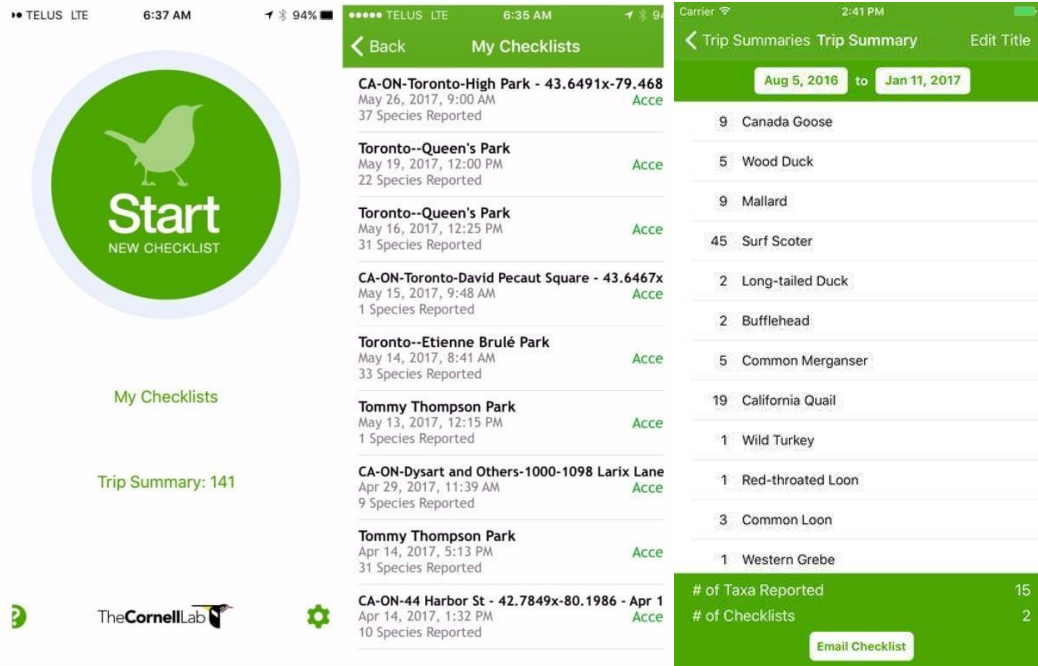 TELUS LTE 6:37 AM 94%
Start
NEW CHECKLIST
My Checklists
Trip Summary: 141
?
TheCornellLab
TELUS LTE 6:35 AM 94
Back My Checklists
CA-ON-Toronto-High Park - 43.6491x-79.468
May 26, 2017, 9:00 AM Acce
37 Species Reported
Toronto--Queen's Park
May 19, 2017, 12:00 PM Acce
22 Species Reported
Toronto--Queen's Park
May 16, 2017, 12:25 PM Acce
31 Species Reported
CA-ON-Toronto-David Pecaut Square - 43.6467x
May 15, 2017, 9:48 AM Acce
1 Species Reported
Toronto--Etienne Brulé Park
May 14, 2017, 8:41 AM Acce
33 Species Reported
Tommy Thompson Park
May 13, 2017, 12:15 PM Acce
1 Species Reported
CA-ON-Dysart and Others-1000-1098 Larix Lane
Apr 29, 2017, 11:39 AM Acce
9 Species Reported
Tommy Thompson Park
Apr 14, 2017, 5:13 PM Acce
31 Species Reported
CA-ON-44 Harbor St - 42.7849x-80.1986 - Apr 1
Apr 14, 2017, 1:32 PM Acce
10 Species Reported
Carrier 2:41 PM
Trip Summaries Trip Summary Edit Title
Aug 5, 2016 to Jan 11, 2017
9 Canada Goose
5 Wood Duck
9 Mallard
45 Surf Scoter
2 Long-tailed Duck
2 Bufflehead
5 Common Merganser
19 California Quail
1 Wild Turkey
1 Red-throated Loon
3 Common Loon
1 Western Grebe
# of Taxa Reported 15
# of Checklists 2
Email Checklist